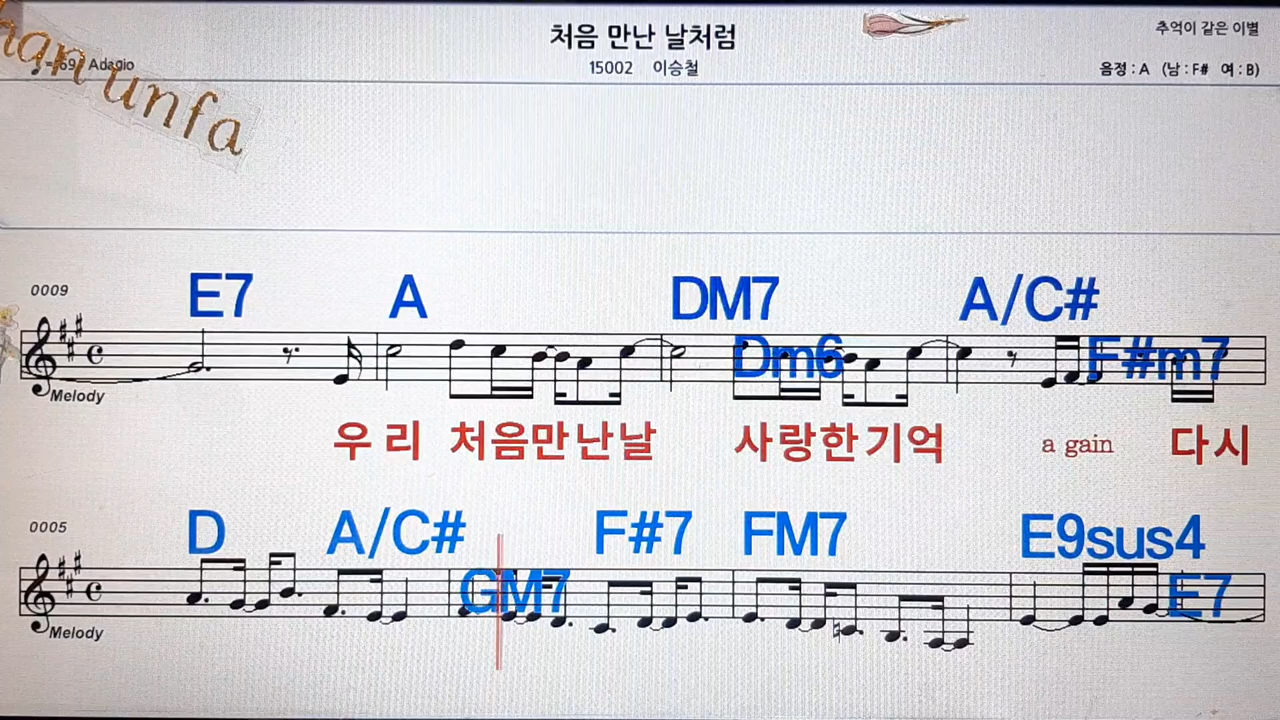 처음 만난 날처럼
추억이 같은 이별
=69 Adagio
15002 이승철
음정 : A (남 : F# 여 : B)
unfa
0009
E7 A DM7 Dm6 A/C# F#m7
Melody
우리 처음만난날 사랑한기억 a gain 다시
0005
D A/C# GM7 F#7 FM7 E9sus4 E7
Melody